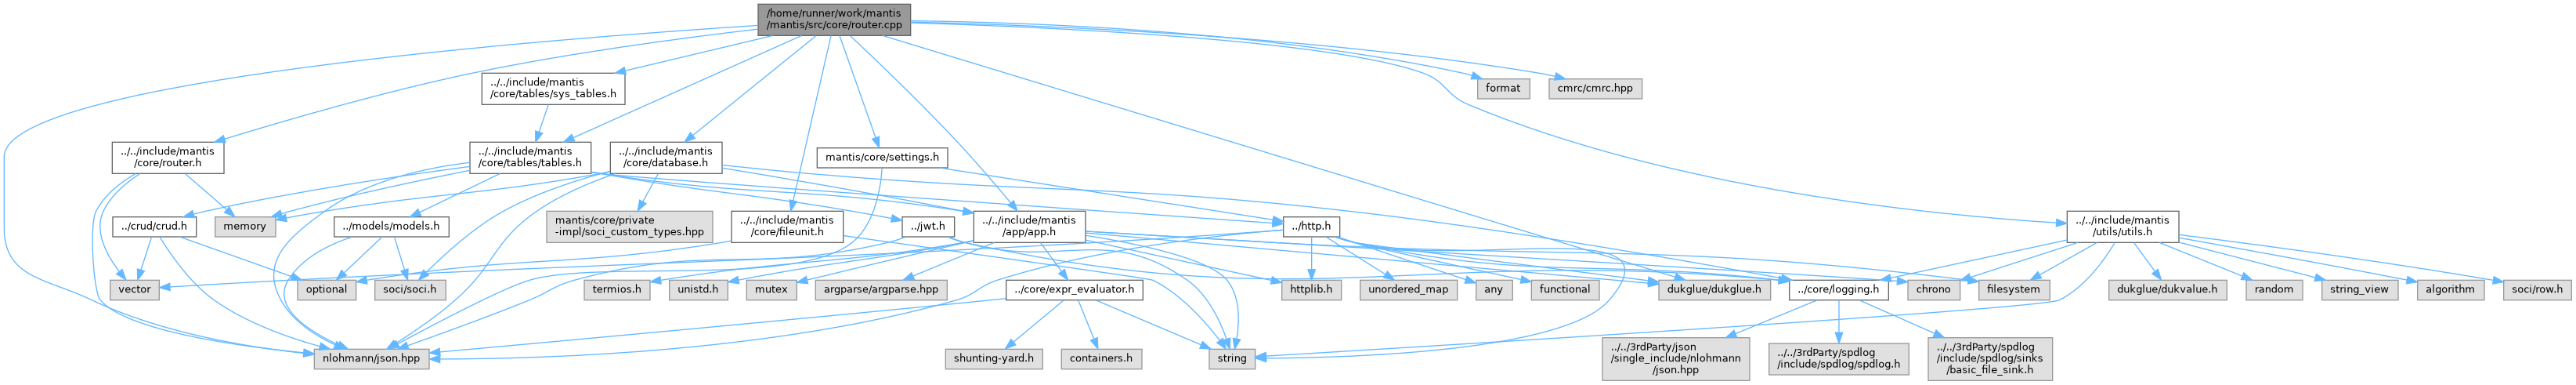 /home/runner/work/mantis
/mantis/src/core/router.cpp
../../include/mantis
/core/tables/sys_tables.h
format
cmrc/cmrc.hpp
../../include/mantis
/core/router.h
../../include/mantis
/core/tables/tables.h
../../include/mantis
/core/database.h
mantis/core/settings.h
../crud/crud.h
memory
../models/models.h
mantis/core/private
-impl/soci_custom_types.hpp
../../include/mantis
/core/fileunit.h
../jwt.h
../../include/mantis
/app/app.h
../http.h
../../include/mantis
/utils/utils.h
vector
optional
soci/soci.h
termios.h
unistd.h
mutex
argparse/argparse.hpp
../core/expr_evaluator.h
httplib.h
unordered_map
any
functional
dukglue/dukglue.h
../core/logging.h
chrono
filesystem
dukglue/dukvalue.h
random
string_view
algorithm
soci/row.h
nlohmann/json.hpp
shunting-yard.h
containers.h
string
../../3rdParty/json
/single_include/nlohmann
/json.hpp
../../3rdParty/spdlog
/include/spdlog/spdlog.h
../../3rdParty/spdlog
/include/spdlog/sinks
/basic_file_sink.h